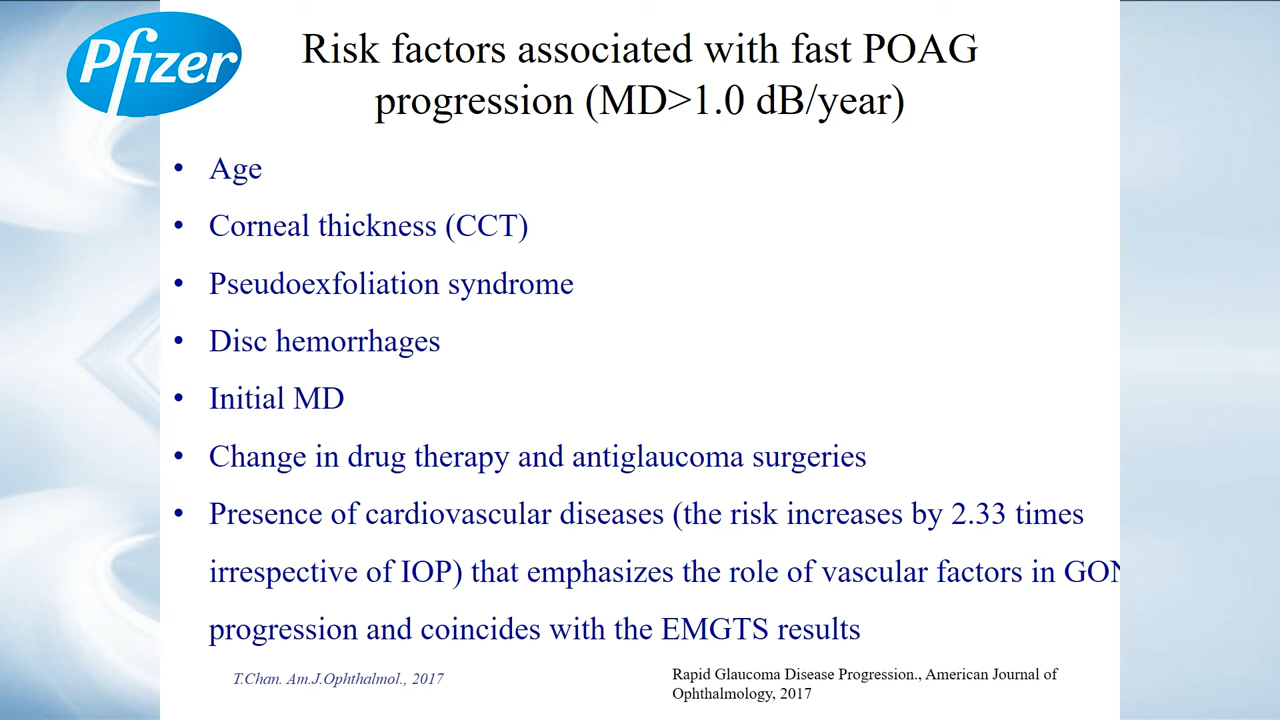 Pfizer
Risk factors associated with fast POAG
progression (MD>1.0 dB/year)
• Age
• Corneal thickness (CCT)
• Pseudoexfoliation syndrome
• Disc hemorrhages
• Initial MD
• Change in drug therapy and antiglaucoma surgeries
• Presence of cardiovascular diseases (the risk increases by 2.33 times
irrespective of IOP) that emphasizes the role of vascular factors in GON
progression and coincides with the EMGTS results
T.Chan. Am.J.Ophthalmol., 2017
Rapid Glaucoma Disease Progression., American Journal of
Ophthalmology, 2017